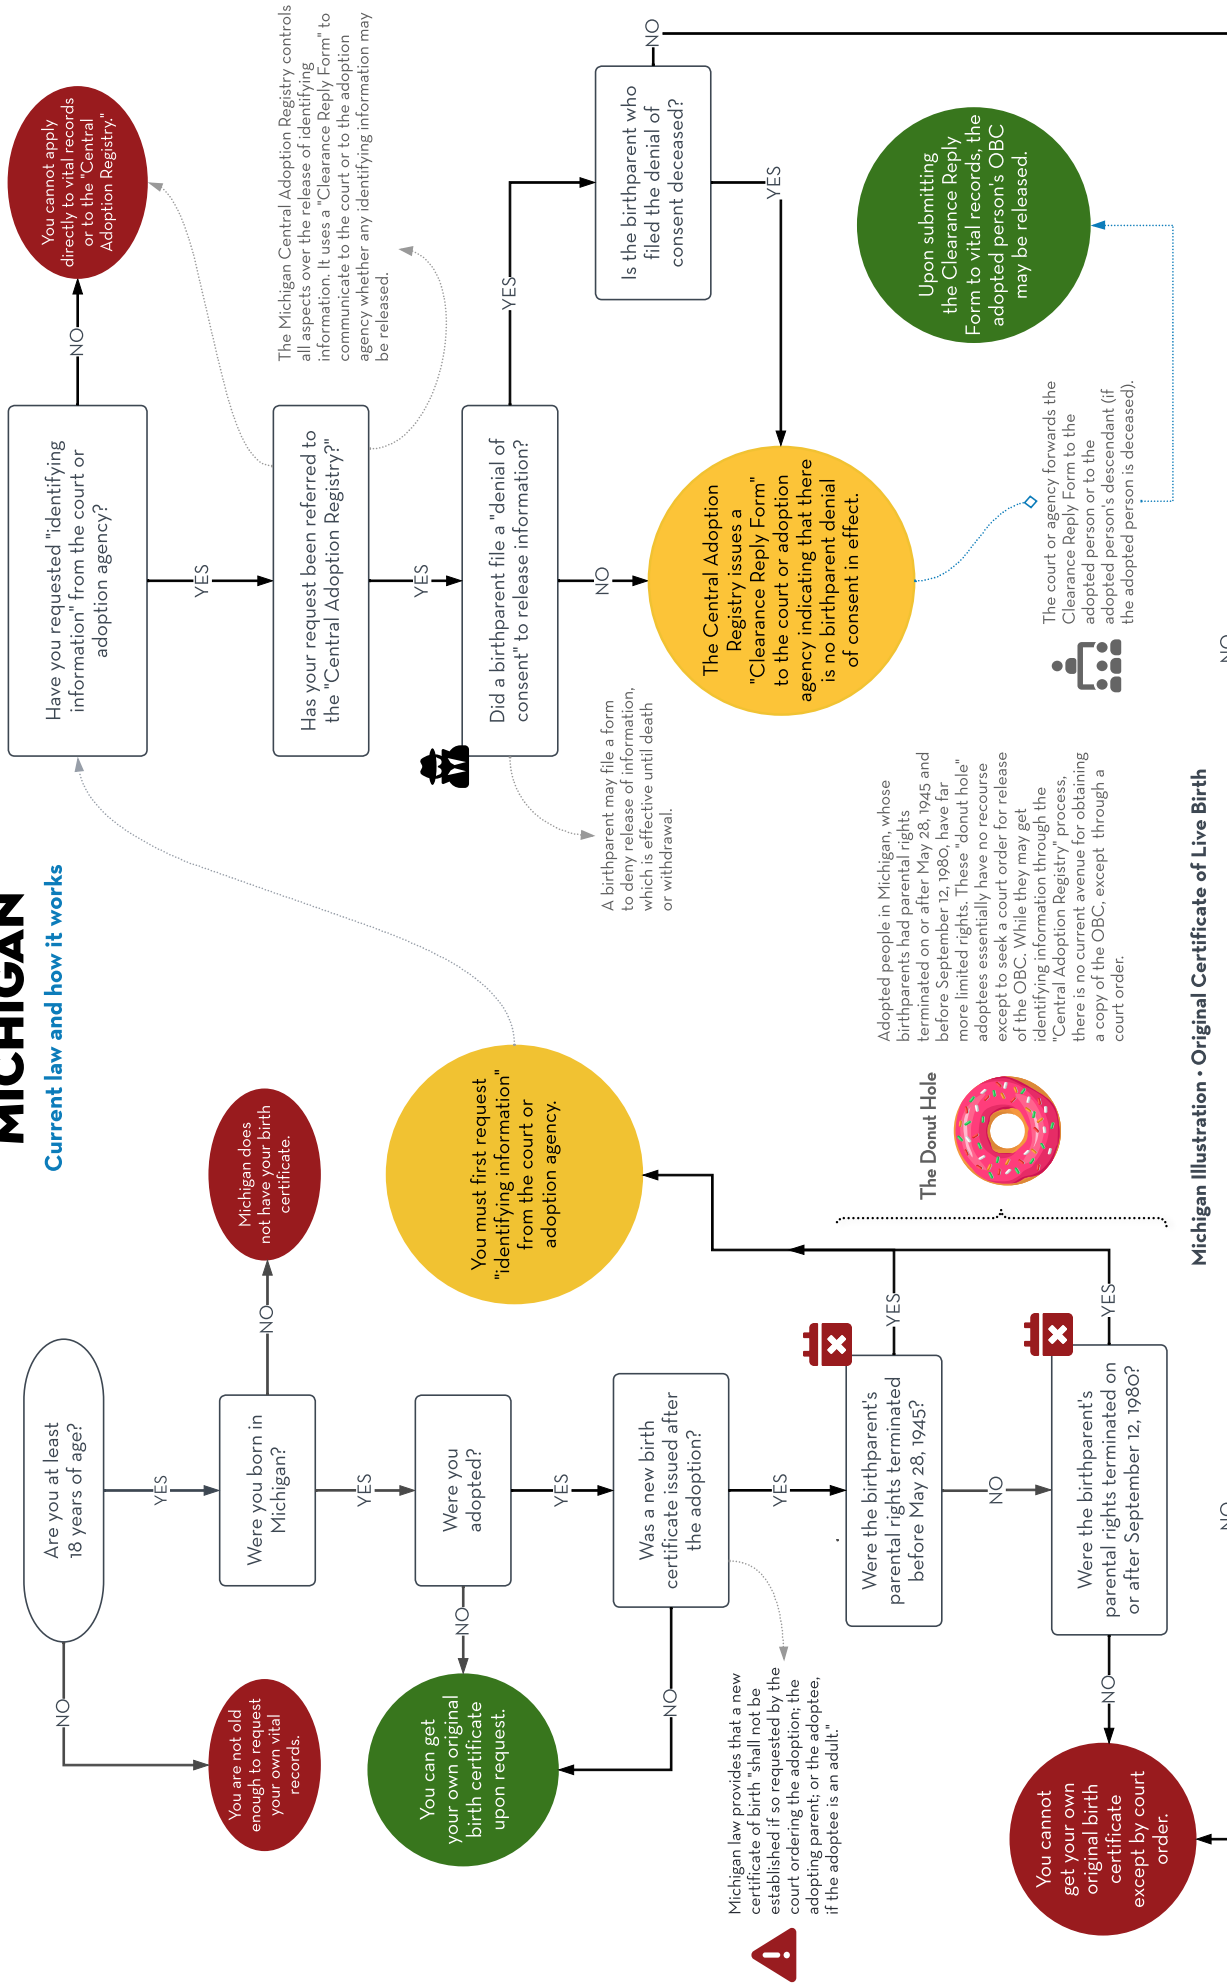 MICHIGAN
Current law and how it works
Are you at least
18 years of age?
NO
You are not old
enough to request
your own vital
records.
YES
Were you born in
Michigan?
NO
Michigan does
not have your birth
certificate.
YES
Were you
adopted?
NO
You can get
your own original
birth certificate
upon request.
YES
Was a new birth
certificate issued after
the adoption?
NO
Michigan law provides that a new
certificate of birth "shall not be
established if so requested by the
court ordering the adoption; the
adopting parent; or the adoptee,
if the adoptee is an adult."
YES
Were the birthparent's
parental rights terminated
before May 28, 1945?
YES
NO
Were the birthparent's
parental rights terminated on
or after September 12, 1980?
YES
NO
You cannot
get your own
original birth
certificate
except by court
order.
You must first request
"identifying information"
from the court or
adoption agency.
The Donut Hole
Adopted people in Michigan, whose
birthparents had parental rights
terminated on or after May 28, 1945 and
before September 12, 1980, have far
more limited rights. These "donut hole"
adoptees essentially have no recourse
except to seek a court order for release
of the OBC. While they may get
identifying information through the
"Central Adoption Registry" process,
there is no current avenue for obtaining
a copy of the OBC, except through a
court order.
Have you requested "identifying
information" from the court or
adoption agency?
NO
You cannot apply
directly to vital records
or to the "Central
Adoption Registry."
YES
Has your request been referred to
the "Central Adoption Registry?"
The Michigan Central Adoption Registry controls
all aspects over the release of identifying
information. It uses a "Clearance Reply Form" to
communicate to the court or to the adoption
agency whether any identifying information may
be released.
YES
Did a birthparent file a "denial of
consent" to release information?
A birthparent may file a form
to deny release of information,
which is effective until death
or withdrawal.
YES
Is the birthparent who
filed the denial of
consent deceased?
NO
YES
NO
The Central Adoption
Registry issues a
"Clearance Reply Form"
to the court or adoption
agency indicating that there
is no birthparent denial
of consent in effect.
The court or agency forwards the
Clearance Reply Form to the
adopted person or to the
adopted person's descendant (if
the adopted person is deceased).
Upon submitting
the Clearance Reply
Form to vital records, the
adopted person's OBC
may be released.
NO
NO
Michigan Illustration • Original Certificate of Live Birth